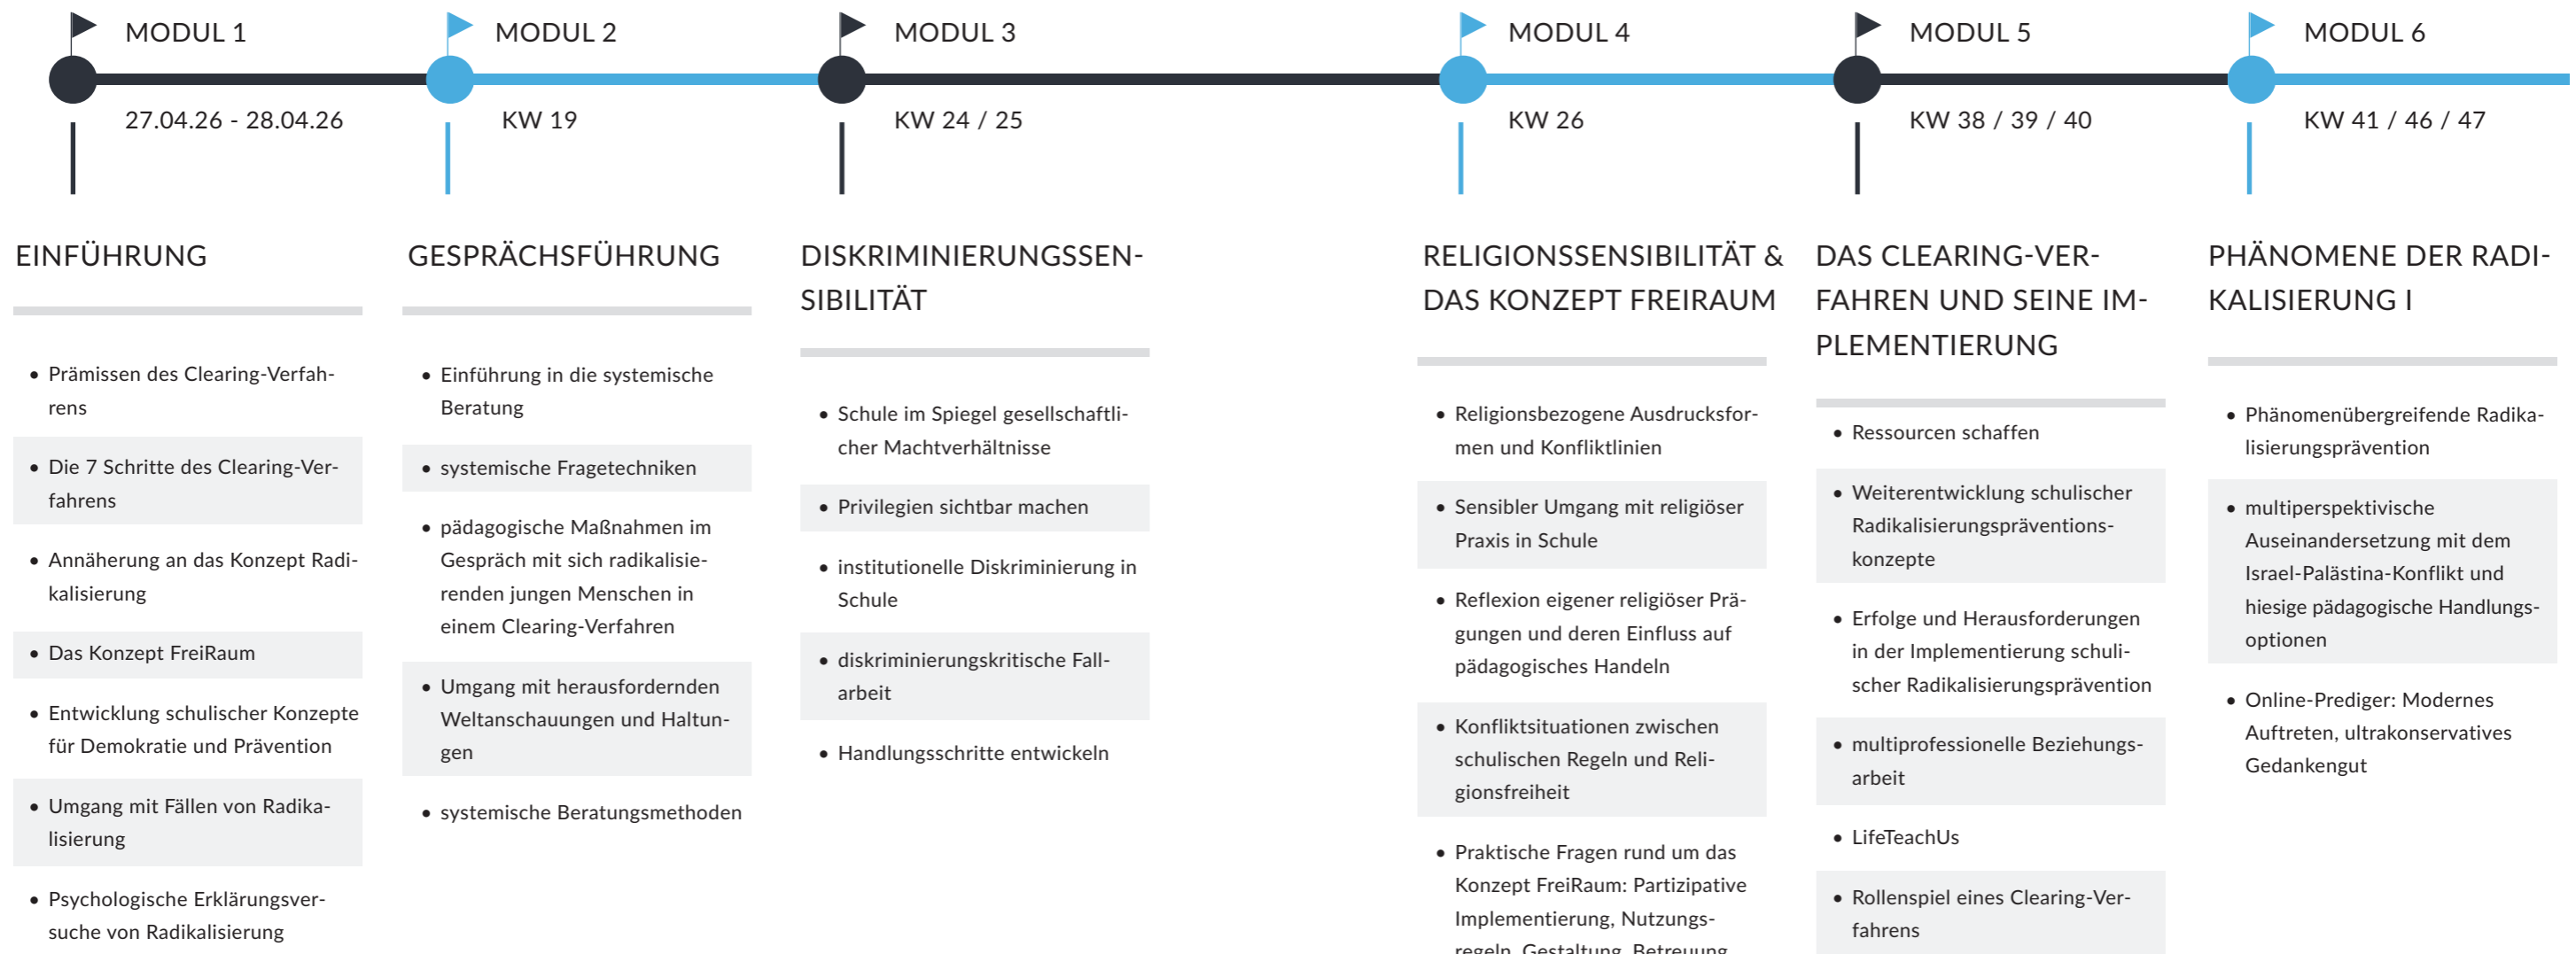 MODUL 1
27.04.26 - 28.04.26
EINFÜHRUNG
• Prämissen des Clearing-Verfah-
rens
• Die 7 Schritte des Clearing-Ver-
fahrens
• Annäherung an das Konzept Radi-
kalisierung
• Das Konzept FreiRaum
• Entwicklung schulischer Konzepte
für Demokratie und Prävention
• Umgang mit Fällen von Radika-
lisierung
• Psychologische Erklärungsver-
suche von Radikalisierung
MODUL 2
KW 19
GESPRÄCHSFÜHRUNG
• Einführung in die systemische
Beratung
• systemische Fragetechniken
• pädagogische Maßnahmen im
Gespräch mit sich radikalisie-
renden jungen Menschen in
einem Clearing-Verfahren
• Umgang mit herausfordernden
Weltanschauungen und Haltun-
gen
• systemische Beratungsmethoden
MODUL 3
KW 24 / 25
DISKRIMINIERUNGSSEN-
SIBILITÄT
• Schule im Spiegel gesellschaftli-
cher Machtverhältnisse
• Privilegien sichtbar machen
• institutionelle Diskriminierung in
Schule
• diskriminierungskritische Fall-
arbeit
• Handlungsschritte entwickeln
MODUL 4
KW 26
RELIGIONSSENSIBILITÄT &
DAS KONZEPT FREIRAUM
• Religionsbezogene Ausdrucksfor-
men und Konfliktlinien
• Sensibler Umgang mit religiöser
Praxis in Schule
• Reflexion eigener religiöser Prä-
gungen und deren Einfluss auf
pädagogisches Handeln
• Konfliktsituationen zwischen
schulischen Regeln und Reli-
gionsfreiheit
• Praktische Fragen rund um das
Konzept FreiRaum: Partizipative
Implementierung, Nutzungs-
regeln, Gestaltung, Betreuung
MODUL 5
KW 38 / 39 / 40
DAS CLEARING-VER-
FAHREN UND SEINE IM-
PLEMENTIERUNG
• Ressourcen schaffen
• Weiterentwicklung schulischer
Radikalisierungspräventions-
konzepte
• Erfolge und Herausforderungen
in der Implementierung schuli-
scher Radikalisierungsprävention
• multiprofessionelle Beziehungs-
arbeit
• LifeTeachUs
• Rollenspiel eines Clearing-Ver-
fahrens
MODUL 6
KW 41 / 46 / 47
PHÄNOMENE DER RADI-
KALISIERUNG I
• Phänomenübergreifende Radika-
lisierungsprävention
• multiperspektivische
Auseinandersetzung mit dem
Israel-Palästina-Konflikt und
hiesige pädagogische Handlungs-
optionen
• Online-Prediger: Modernes
Auftreten, ultrakonservatives
Gedankengut